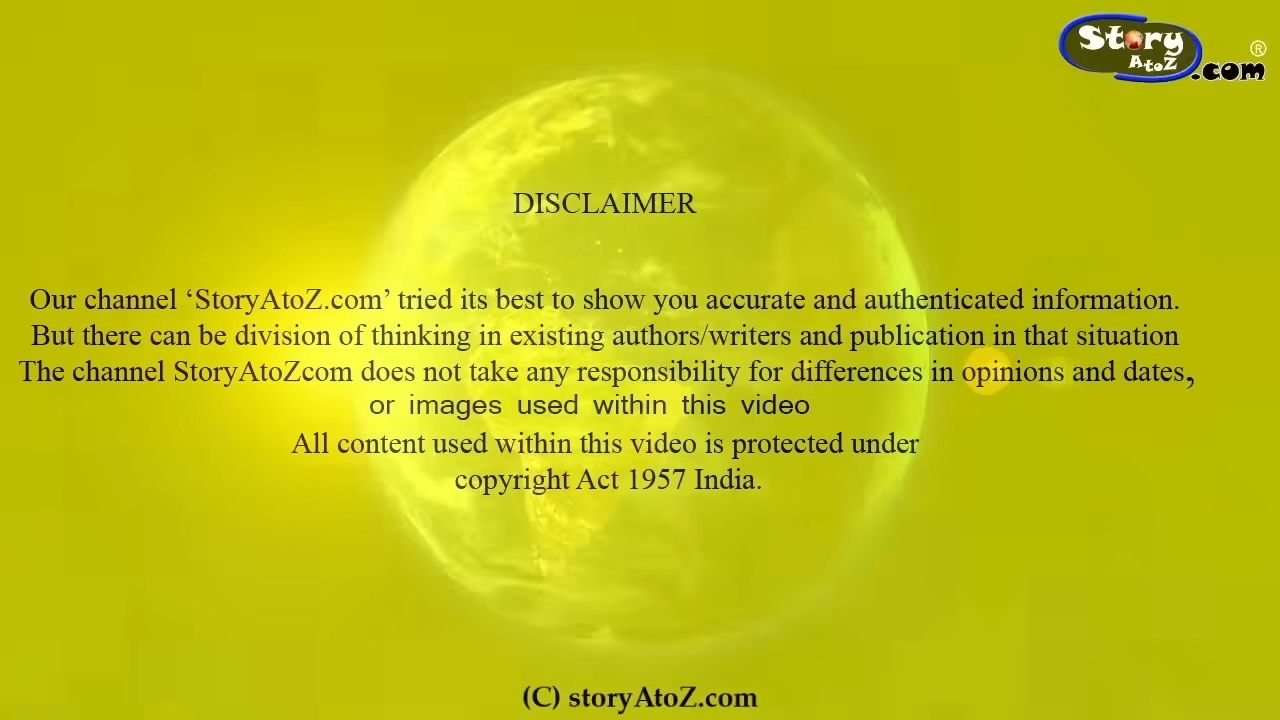 Story
AtoZ
.com
®
DISCLAIMER
Our channel ‘StoryAtoZ.com’ tried its best to show you accurate and authenticated information.
But there can be division of thinking in existing authors/writers and publication in that situation
The channel StoryAtoZcom does not take any responsibility for differences in opinions and dates,
or images used within this video
All content used within this video is protected under
copyright Act 1957 India.
(C) storyAtoZ.com